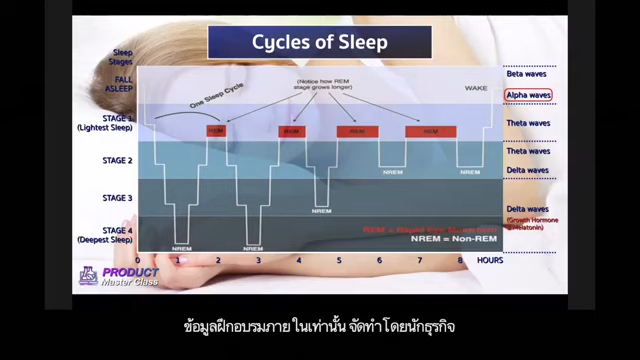 Cycles of Sleep
Sleep
Stages
FALL
ASLEEP
One Sleep Cycle
(Notice how REM
stage grows longer)
WAKE
Beta waves
Alpha waves
STAGE 1
(Lightest Sleep)
REM
REM
REM
REM
Theta waves
STAGE 2
NREM
NREM
Theta waves
Delta waves
STAGE 3
NREM
Delta waves
(Growth Hormone
& Melatonin)
STAGE 4
(Deepest Sleep)
NREM
NREM
REM = Rapid Eye Movement
NREM = Non-REM
0 1 2 3 4 5 6 7 8 HOURS
PRODUCT
Master Class
ข้อมูลฝึกอบรมภายในเท่านั้น จัดทำโดยนักธุรกิจ